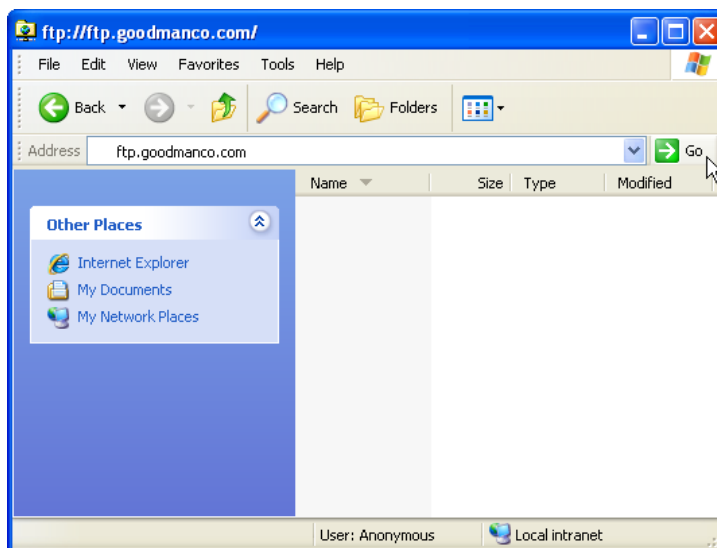 ftp://ftp.goodmanco.com/
File Edit View Favorites Tools Help
Back Search Folders
Address ftp.goodmanco.com Go
Name Size Type Modified
Other Places
Internet Explorer
My Documents
My Network Places
User: Anonymous Local intranet